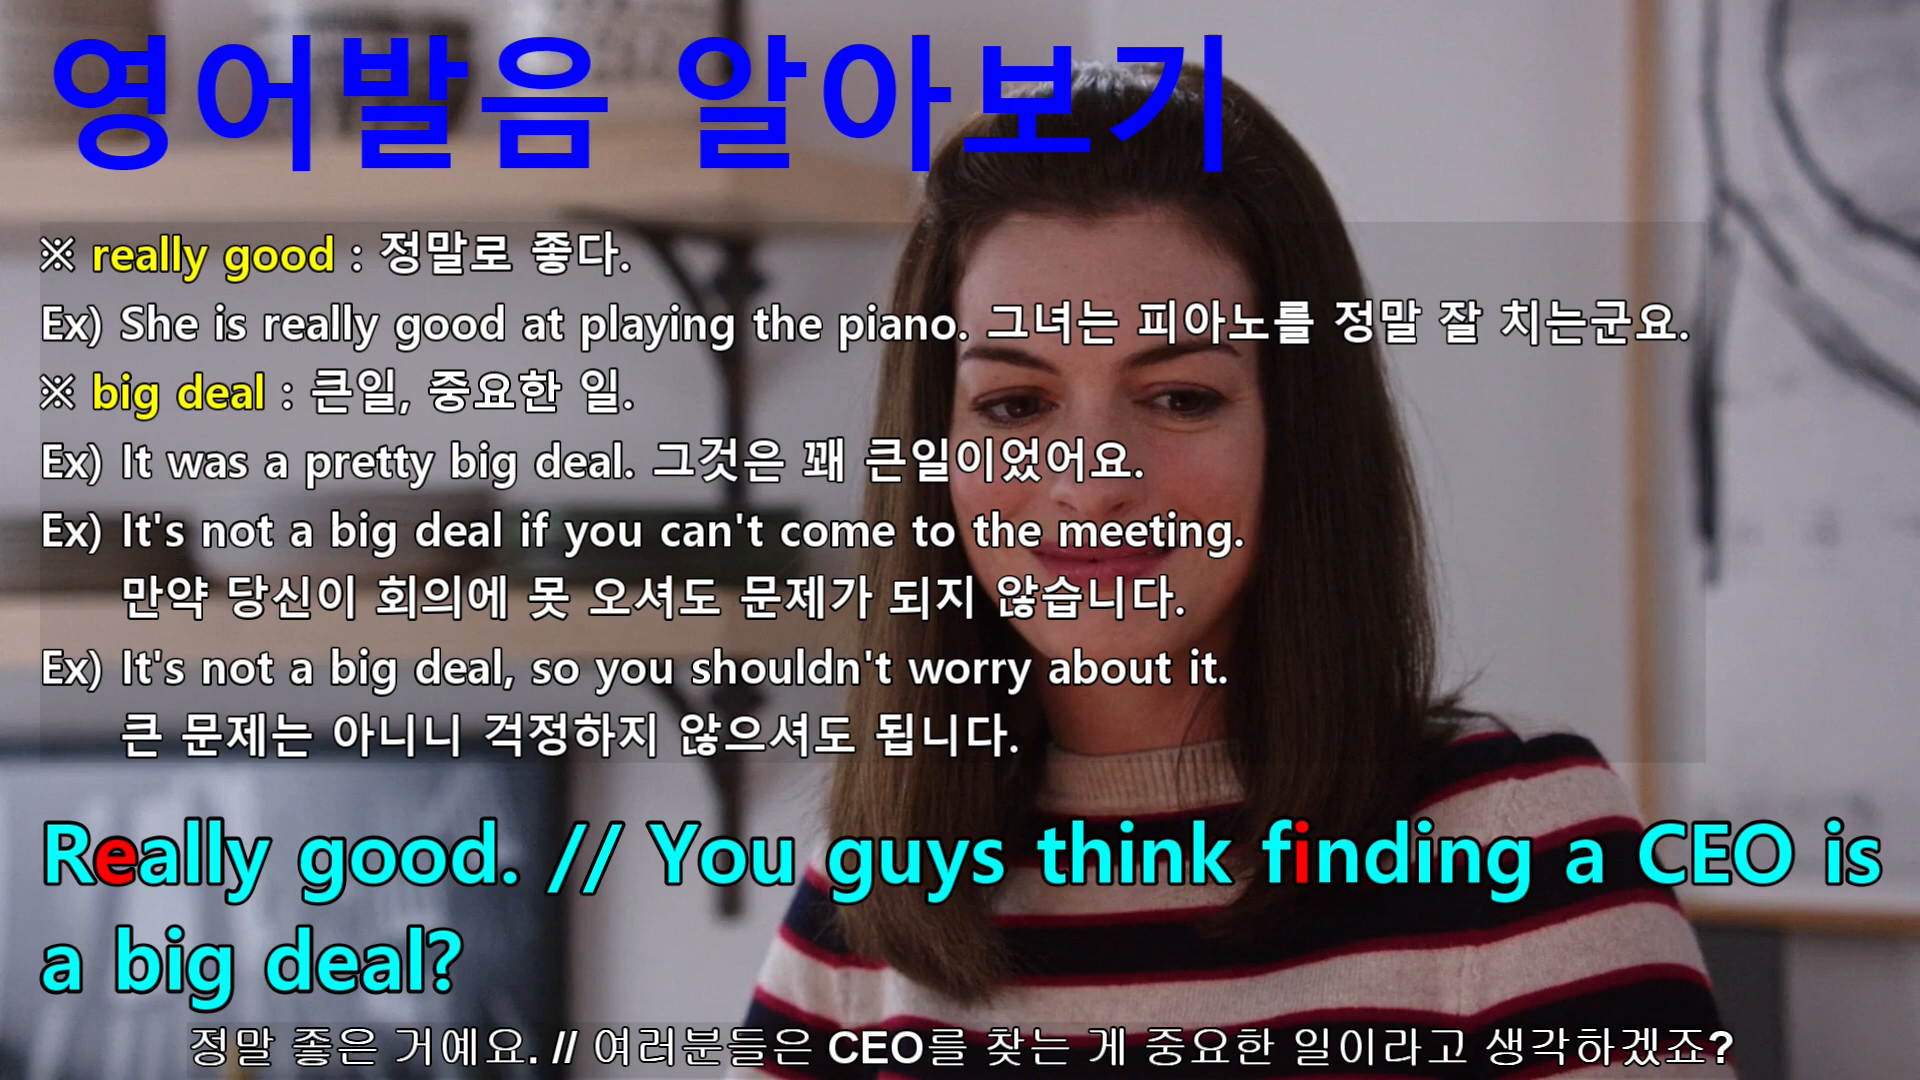 영어발음 알아보기
※ really good : 정말로 좋다.
Ex) She is really good at playing the piano. 그녀는 피아노를 정말 잘 치는군요.
※ big deal : 큰일, 중요한 일.
Ex) It was a pretty big deal. 그것은 꽤 큰일이었어요.
Ex) It's not a big deal if you can't come to the meeting.
만약 당신이 회의에 못 오셔도 문제가 되지 않습니다.
Ex) It's not a big deal, so you shouldn't worry about it.
큰 문제는 아니니 걱정하지 않으셔도 됩니다.
Really good. // You guys think finding a CEO is
a big deal?
정말 좋은 거예요. // 여러분들은 CEO를 찾는 게 중요한 일이라고 생각하겠죠?